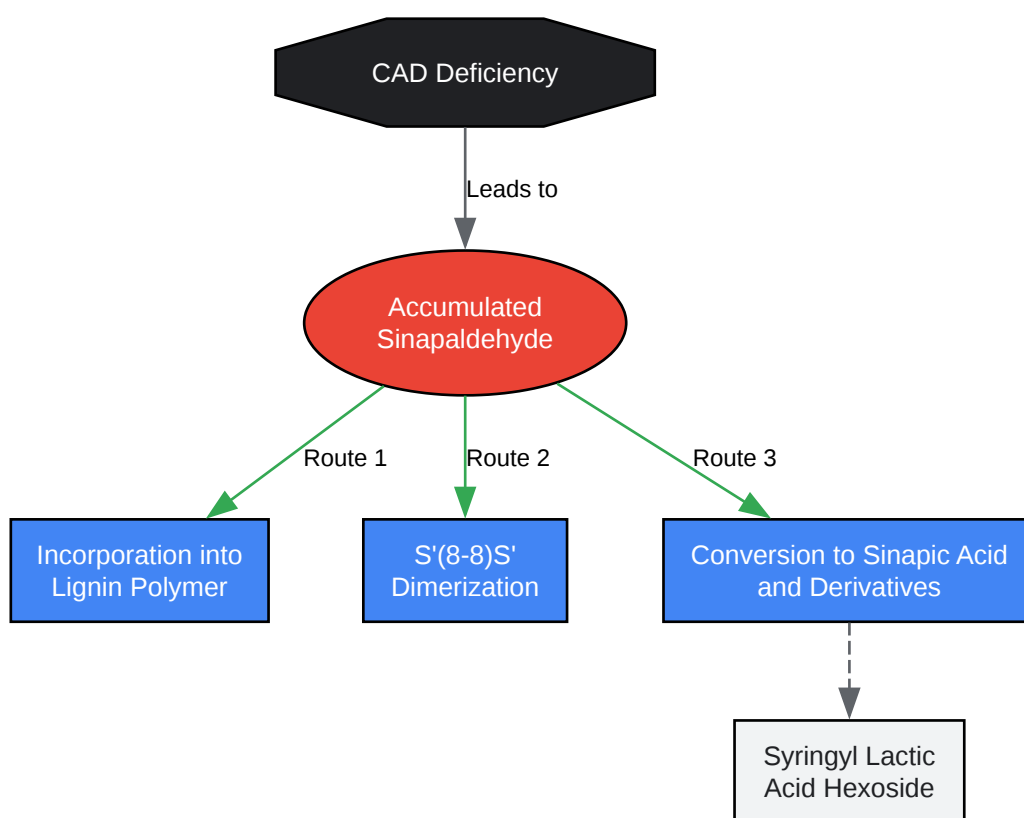 CAD Deficiency
Leads to
Accumulated
Sinapaldehyde
Route 1
Route 2
Route 3
Incorporation into
Lignin Polymer
S'(8-8)S'
Dimerization
Conversion to Sinapic Acid
and Derivatives
Syringyl Lactic
Acid Hexoside